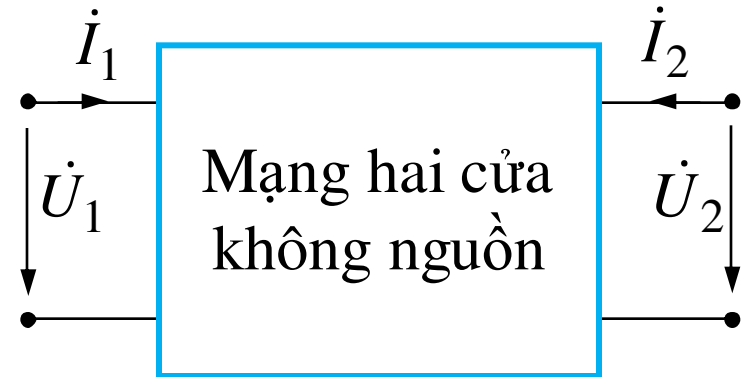 İ₁
İ₂
U̇₁
Mạng hai cửa
không nguồn
U̇₂